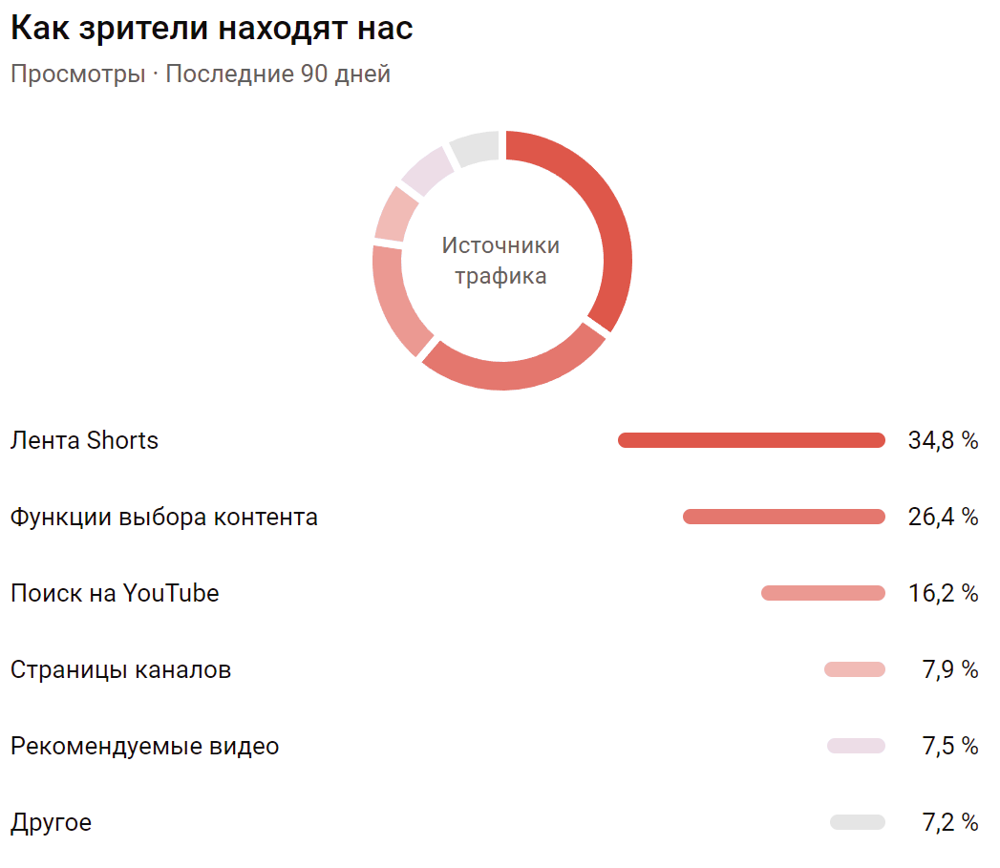 Как зрители находят нас
Просмотры · Последние 90 дней
Источники
трафика
Лента Shorts 34,8 %
Функции выбора контента 26,4 %
Поиск на YouTube 16,2 %
Страницы каналов 7,9 %
Рекомендуемые видео 7,5 %
Другое 7,2 %